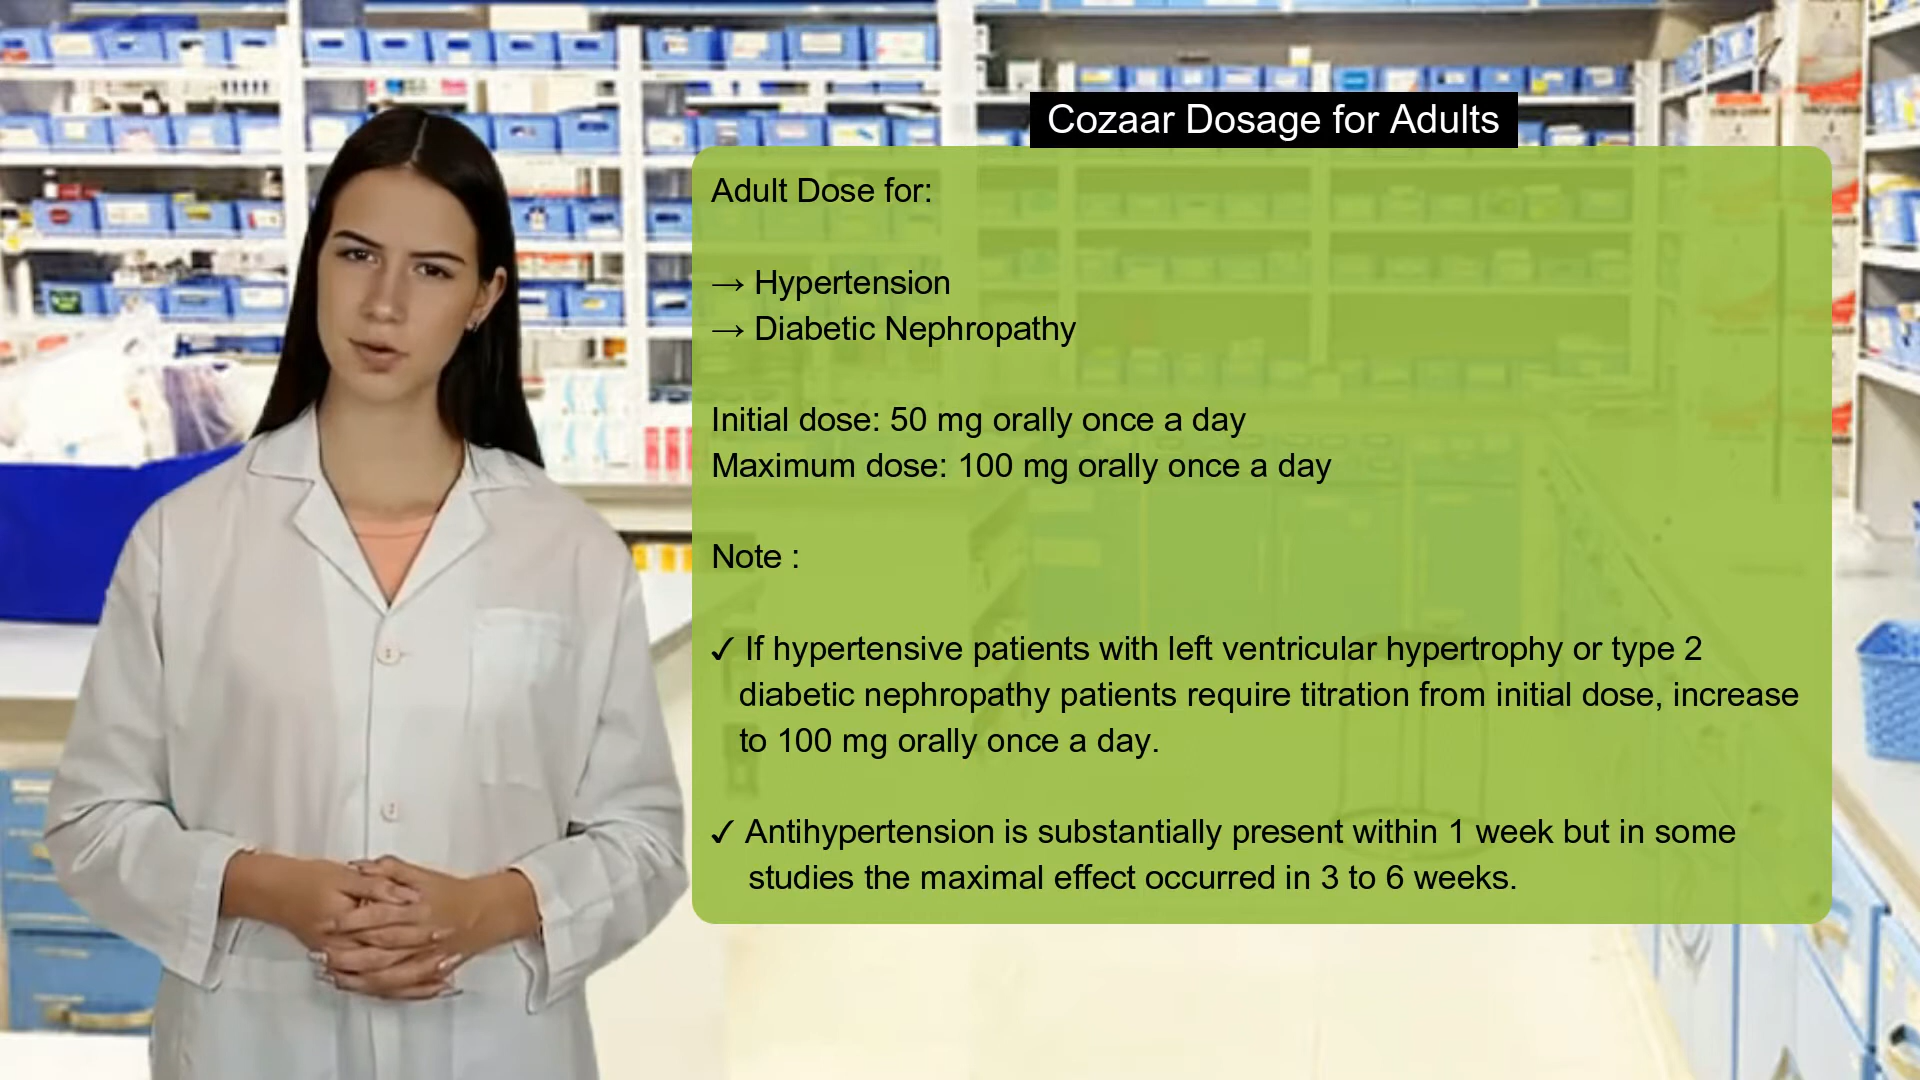 Cozaar Dosage for Adults
Adult Dose for:
→ Hypertension
→ Diabetic Nephropathy
Initial dose: 50 mg orally once a day
Maximum dose: 100 mg orally once a day
Note :
✓ If hypertensive patients with left ventricular hypertrophy or type 2
diabetic nephropathy patients require titration from initial dose, increase
to 100 mg orally once a day.
✓ Antihypertension is substantially present within 1 week but in some
studies the maximal effect occurred in 3 to 6 weeks.